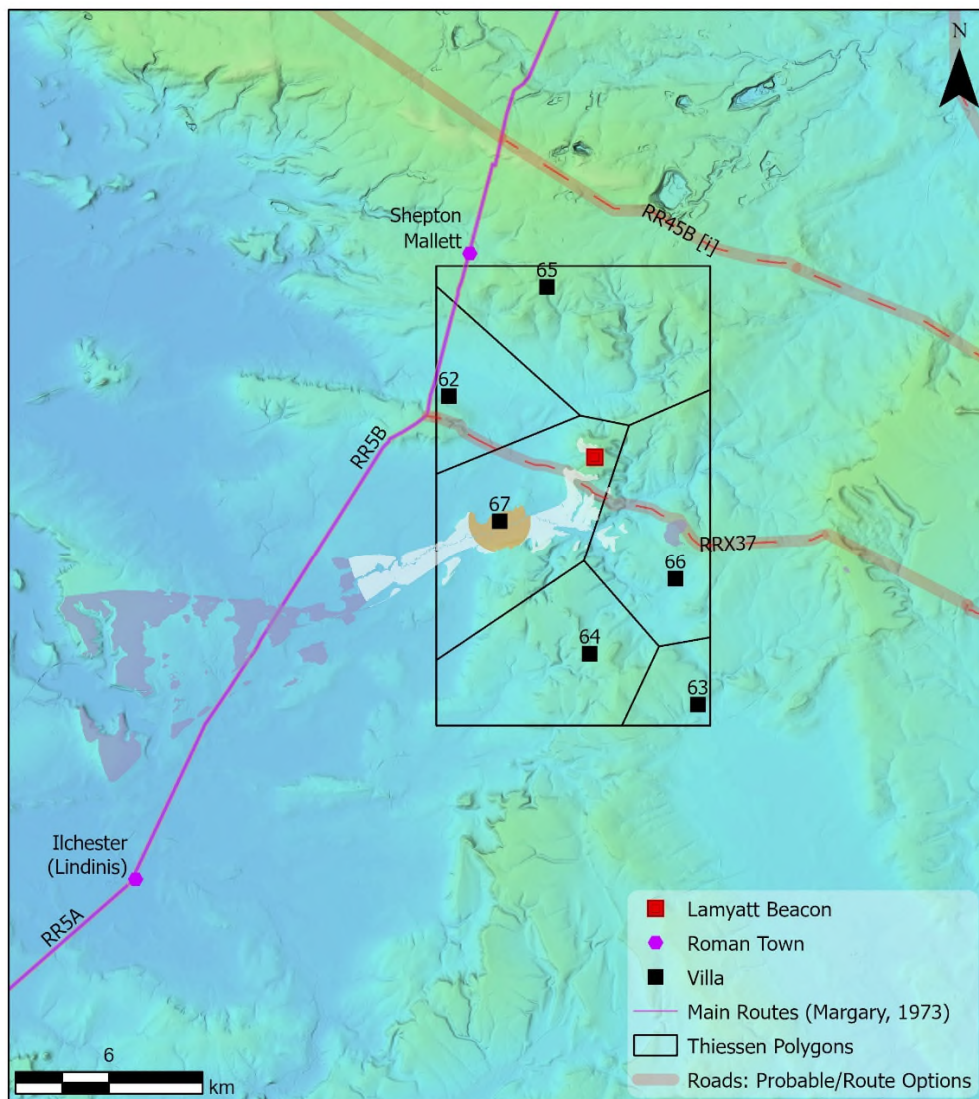 N
RR45B [i]
Shepton
Mallett
65
62
RR5B
67
RRX37
66
64
63
Ilchester
(Lindinis)
RR5A
Lamyatt Beacon
Roman Town
Villa
Main Routes (Margary, 1973)
Thiessen Polygons
Roads: Probable/Route Options
6
km